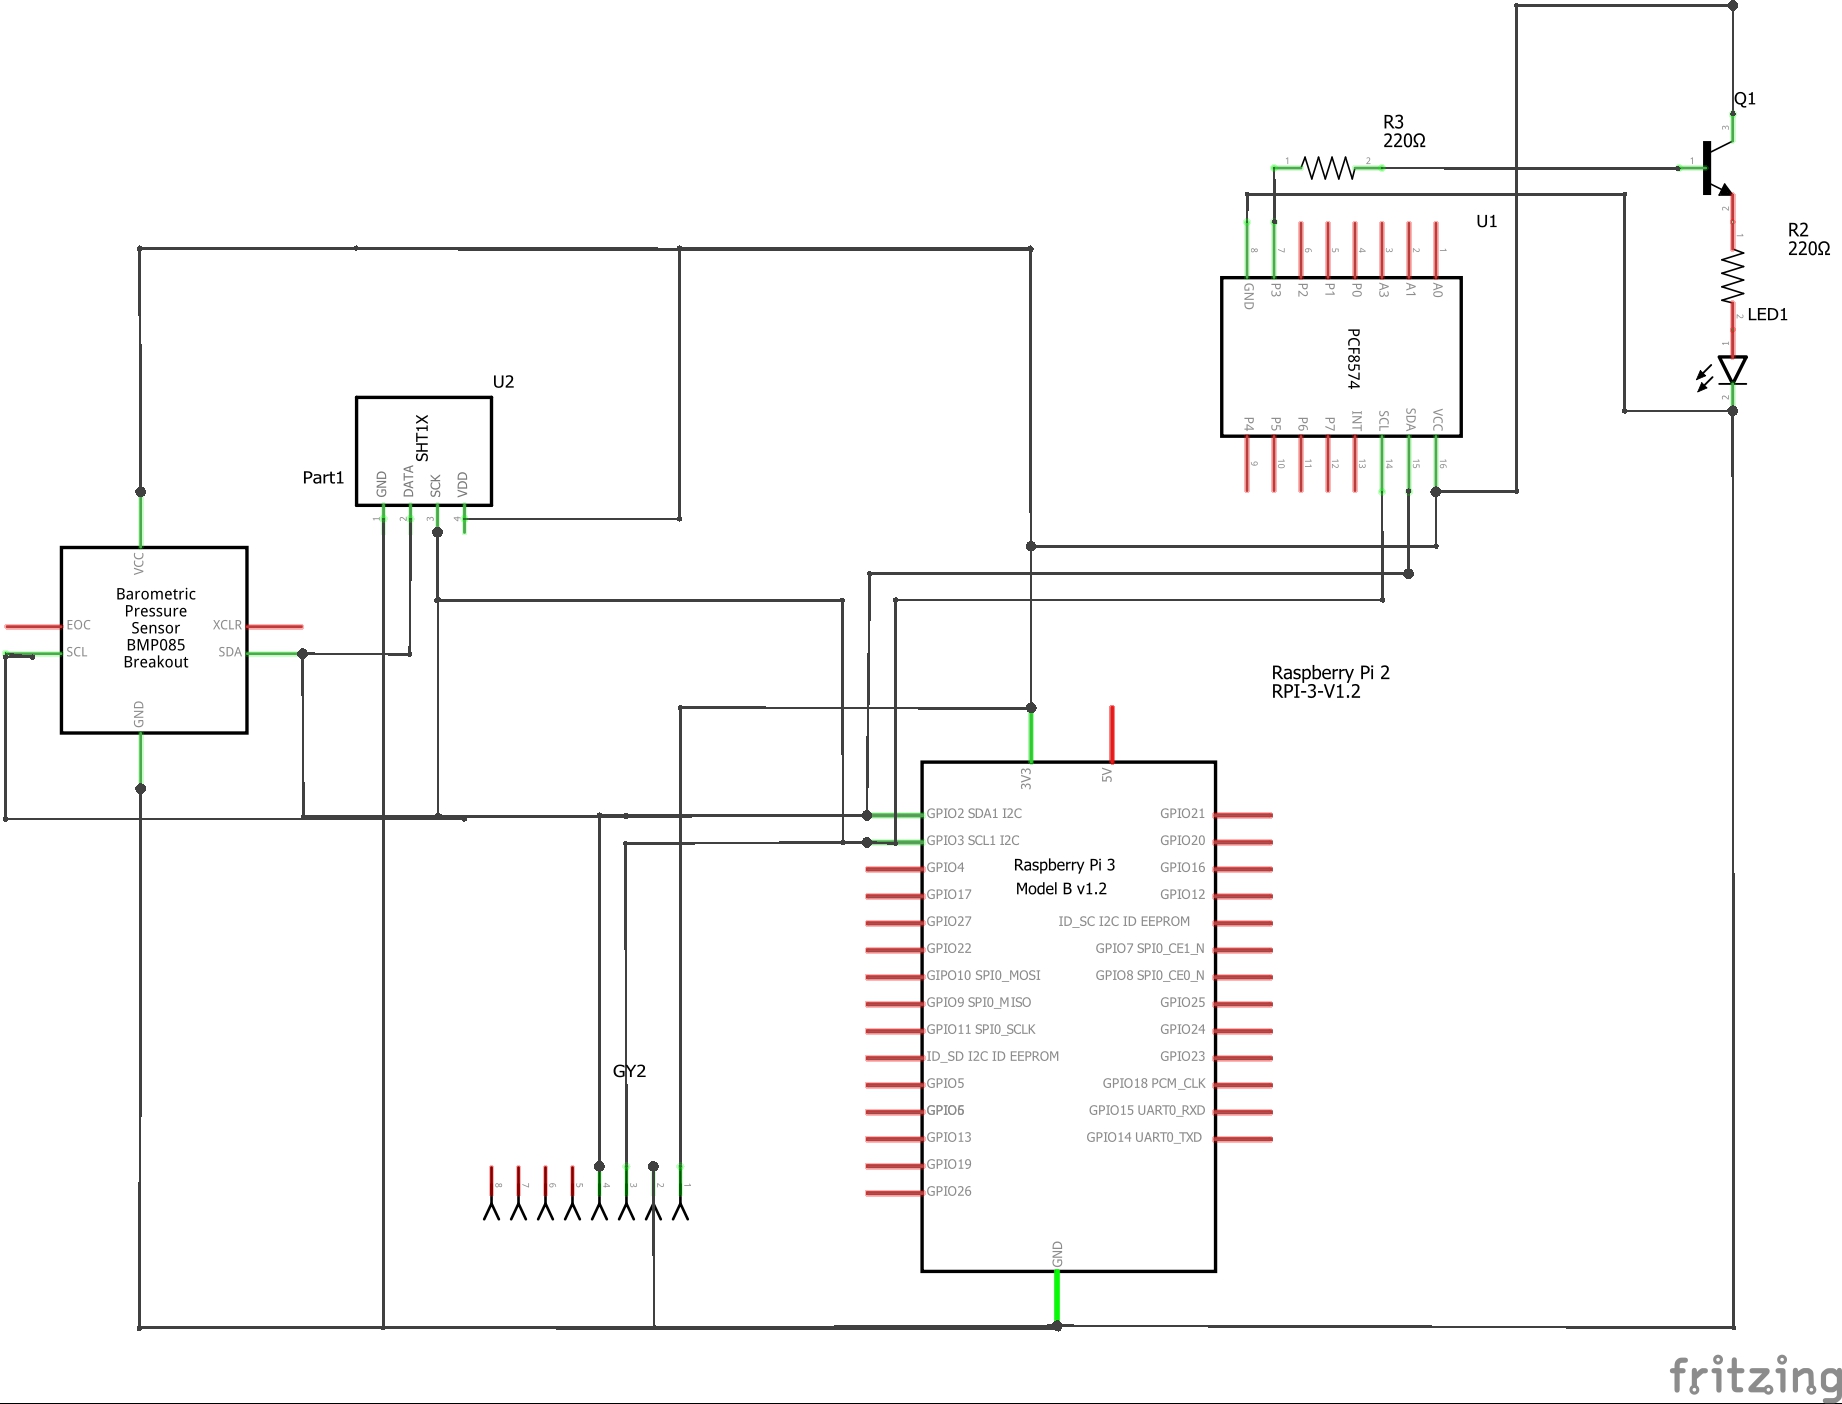 Q1
3
1
2
R3
220Ω
1
2
R2
220Ω
1
2
LED1
1
2
U1
8
7
6
5
4
3
2
1
GND
P3
P2
P1
P0
A3
A1
A0
PCF8574
P4
P5
P6
P7
INT
SCL
SDA
VCC
9
10
11
12
13
14
15
16
U2
SHT1X
Part1
GND
DATA
SCK
VDD
1
2
3
4
VCC
Barometric
Pressure
Sensor
BMP085
Breakout
EOC
SCL
XCLR
SDA
GND
Raspberry Pi 2
RPI-3-V1.2
3V3
5V
GPIO2 SDA1 I2C
GPIO21
GPIO3 SCL1 I2C
GPIO20
Raspberry Pi 3
Model B v1.2
GPIO4
GPIO16
GPIO17
GPIO12
GPIO27
ID_SC I2C ID EEPROM
GPIO22
GPIO7 SPI0_CE1_N
GIPO10 SPI0_MOSI
GPIO8 SPI0_CE0_N
GPIO9 SPI0_MISO
GPIO25
GPIO11 SPI0_SCLK
GPIO24
ID_SD I2C ID EEPROM
GPIO23
GPIO5
GPIO18 PCM_CLK
GPIO6
GPIO15 UART0_RXD
GPIO13
GPIO14 UART0_TXD
GPIO19
GPIO26
GND
GY2
8
7
6
5
4
3
2
1
fritzing